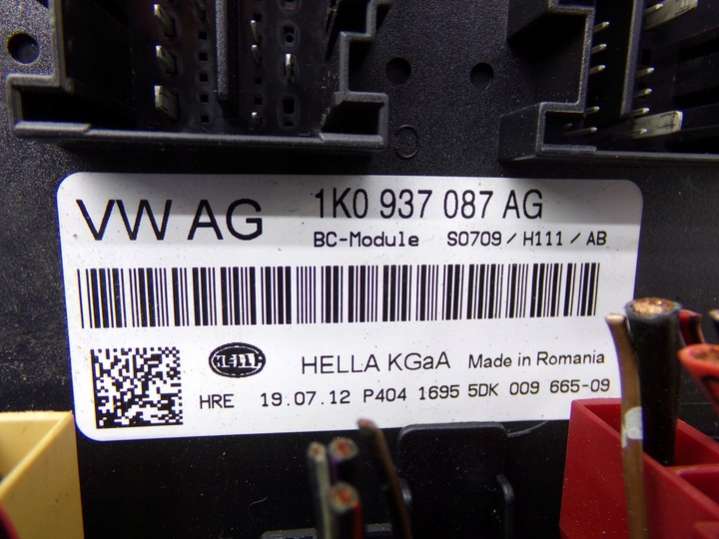 VW AG 1K0 937 087 AG
BC-Module S0709/H111/AB
HELLA
HELLA KGaA Made in Romania
HRE 19.07.12 P404 1695 5DK 009 665-09